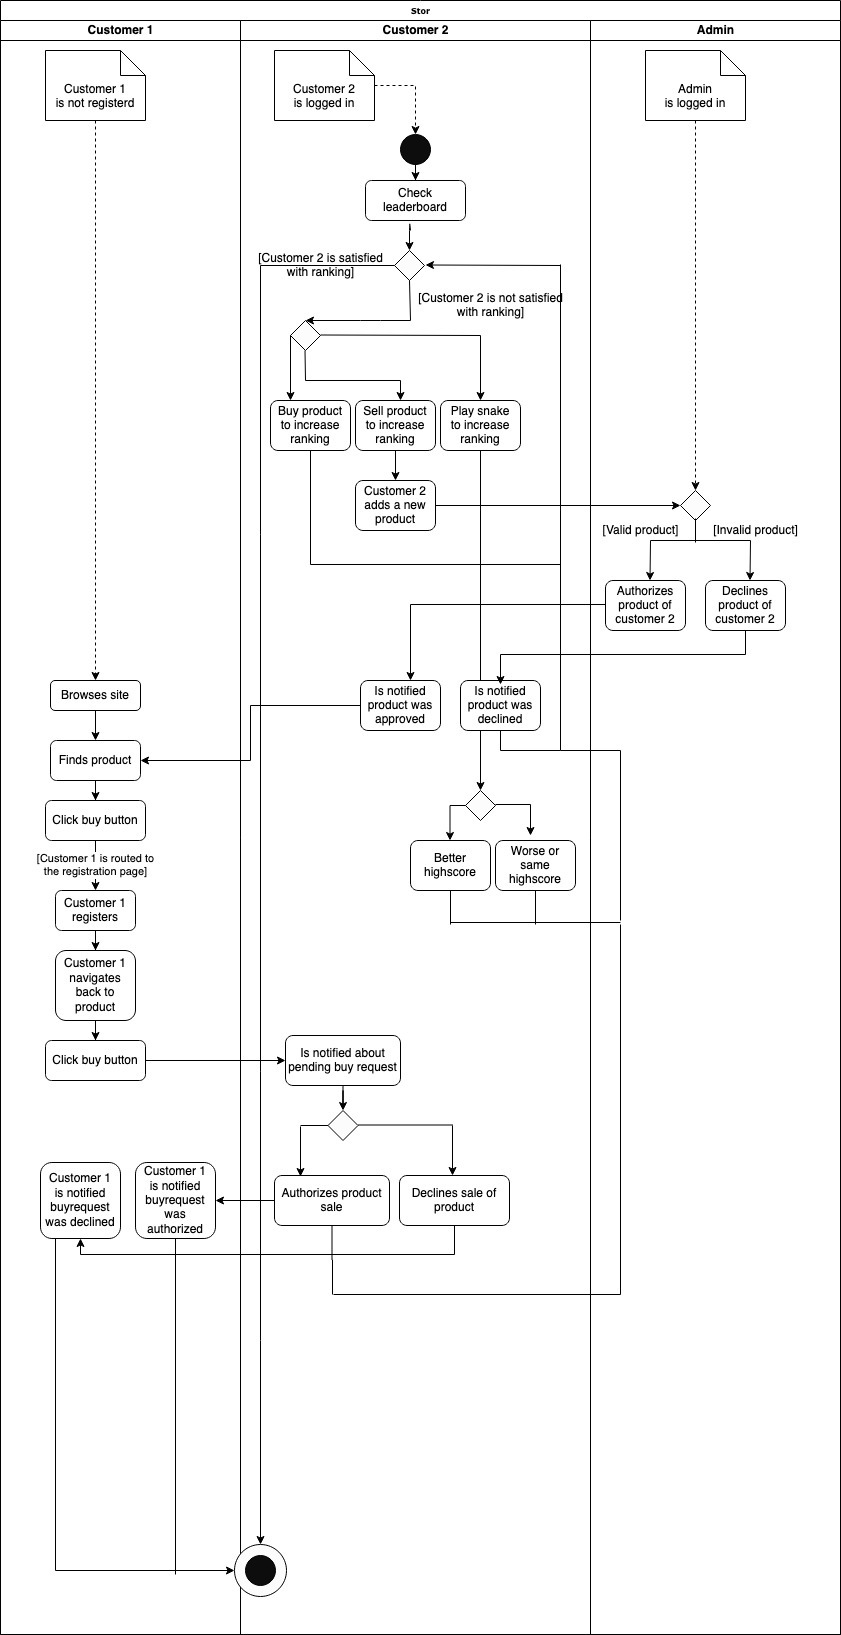 Stor
Customer 1
Customer 2
Admin
Customer 1
is not registerd
Customer 2
is logged in
Admin
is logged in
Check
leaderboard
[Customer 2 is satisfied
with ranking]
[Customer 2 is not satisfied
with ranking]
Buy product
to increase
ranking
Sell product
to increase
ranking
Play snake
to increase
ranking
Customer 2
adds a new
product
[Valid product]
[Invalid product]
Authorizes
product of
customer 2
Declines
product of
customer 2
Browses site
Is notified
product was
approved
Is notified
product was
declined
Finds product
Click buy button
Better
highscore
Worse or
same
highscore
[Customer 1 is routed to
the registration page]
Customer 1
registers
Customer 1
navigates
back to
product
Click buy button
Is notified about
pending buy request
Customer 1
is notified
buyrequest
was declined
Customer 1
is notified
buyrequest
was
authorized
Authorizes product
sale
Declines sale of
product